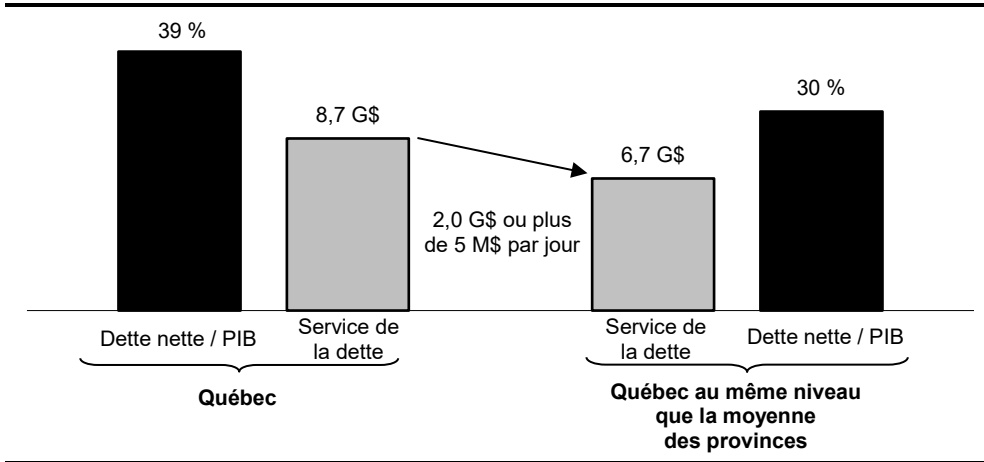 39 %
8,7 G$
30 %
6,7 G$
2,0 G$ ou plus
de 5 M$ par jour
Dette nette / PIB
Service de
la dette
Service de
la dette
Dette nette / PIB
Québec
Québec au même niveau
que la moyenne
des provinces